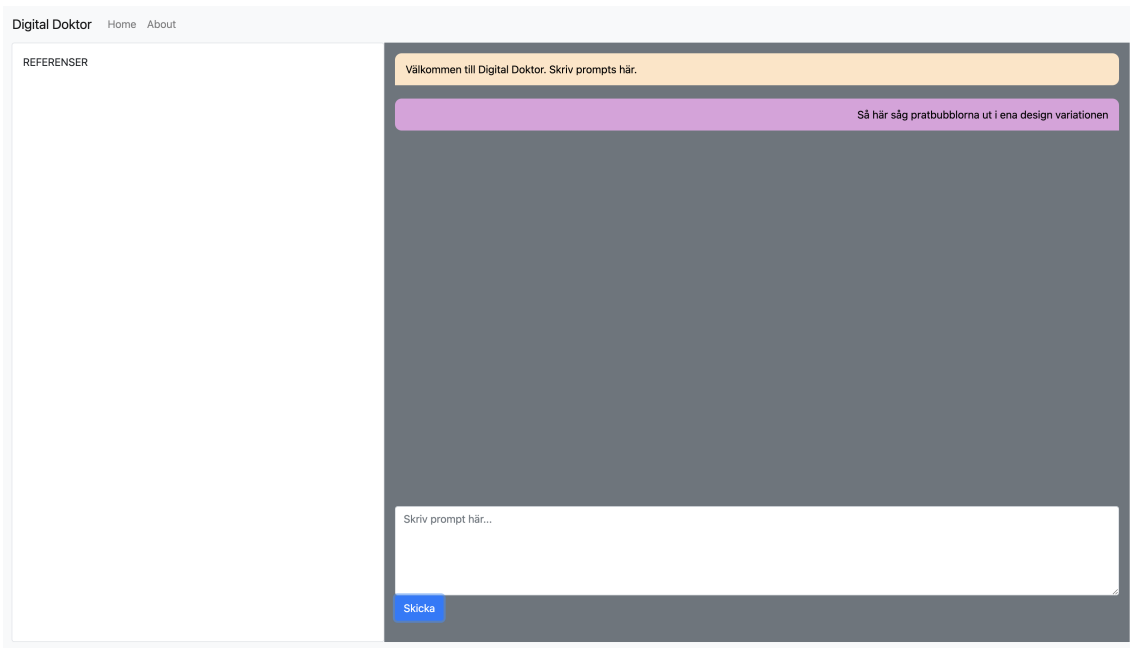 Digital Doktor Home About
REFERENSER
Välkommen till Digital Doktor. Skriv prompts här.
Så här såg pratbubblorna ut i ena design variationen
Skriv prompt här...
Skicka